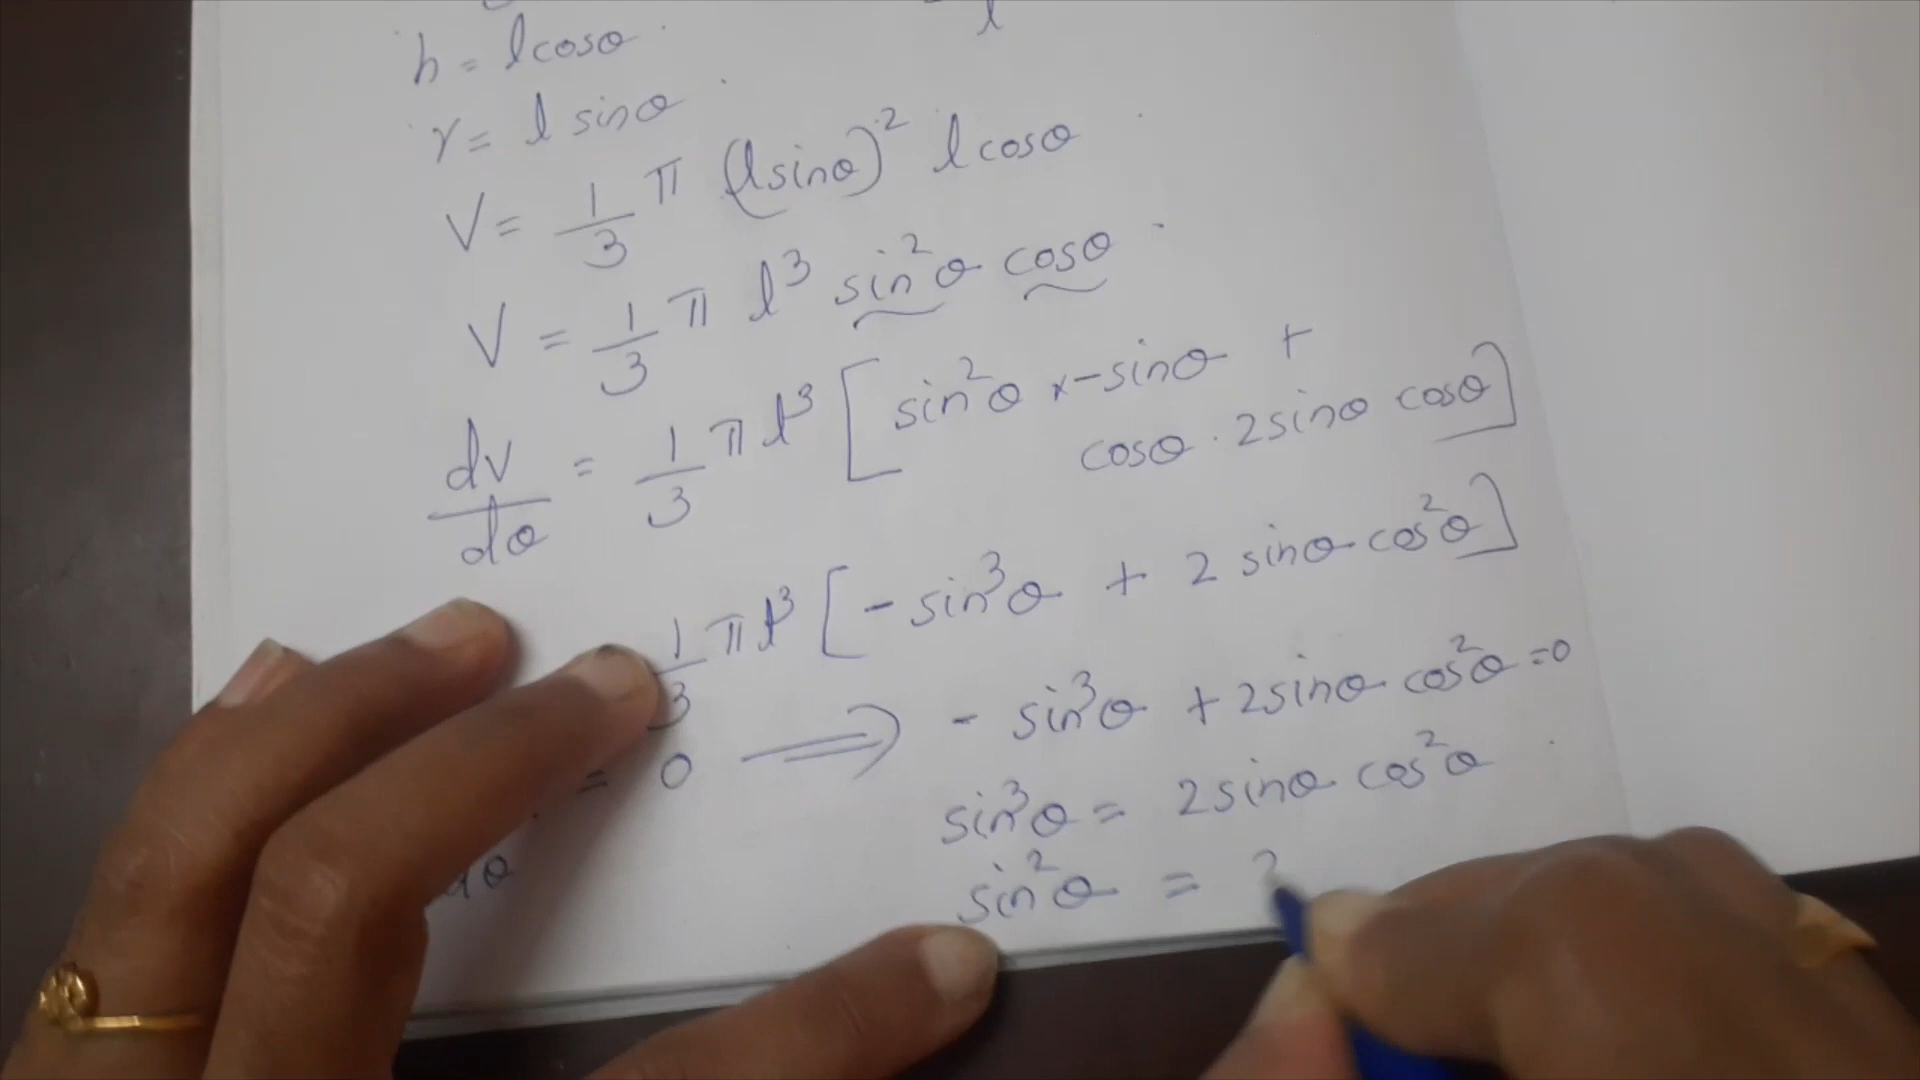 h = l cosθ
r = l sinθ
V = 1/3 π (l sinθ)² l cosθ
V = 1/3 π l³ sin²θ cosθ
dv/dθ = 1/3 π l³ [sin²θ x -sinθ +
cosθ . 2sinθ cosθ]
1/3 π l³ [- sin³θ + 2 sinθ cos²θ]
= 0 ⟹ - sin³θ + 2sinθ cos²θ = 0
dθ
sin³θ = 2sinθ cos²θ
sin²θ =